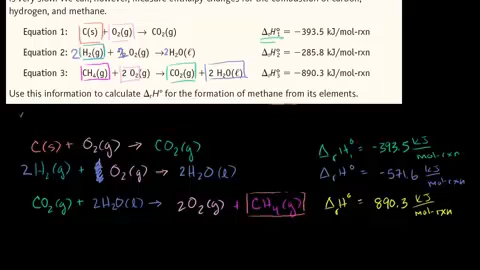 is very slow. We can, however, measure enthalpy changes for the combustion of carbon,
hydrogen, and methane.
Equation 1: C(s) + O₂(g) → CO₂(g) ΔᵣH°₁ = −393.5 kJ/mol-rxn
Equation 2: 2 H₂(g) + ½ O₂(g) → 2 H₂O(ℓ) ΔᵣH°₂ = −285.8 kJ/mol-rxn
Equation 3: CH₄(g) + 2 O₂(g) → CO₂(g) + 2 H₂O(ℓ) ΔᵣH°₃ = −890.3 kJ/mol-rxn
Use this information to calculate ΔᵣH° for the formation of methane from its elements.
C(s) + O₂(g) → CO₂(g) ΔᵣH₁° = −393.5 kJ/mol-rxn
2H₂(g) + O₂(g) → 2H₂O(ℓ) ΔᵣH° = −571.6 kJ/mol-rxn
CO₂(g) + 2H₂O(ℓ) → 2O₂(g) + CH₄(g) ΔᵣH° = 890.3 kJ/mol-rxn